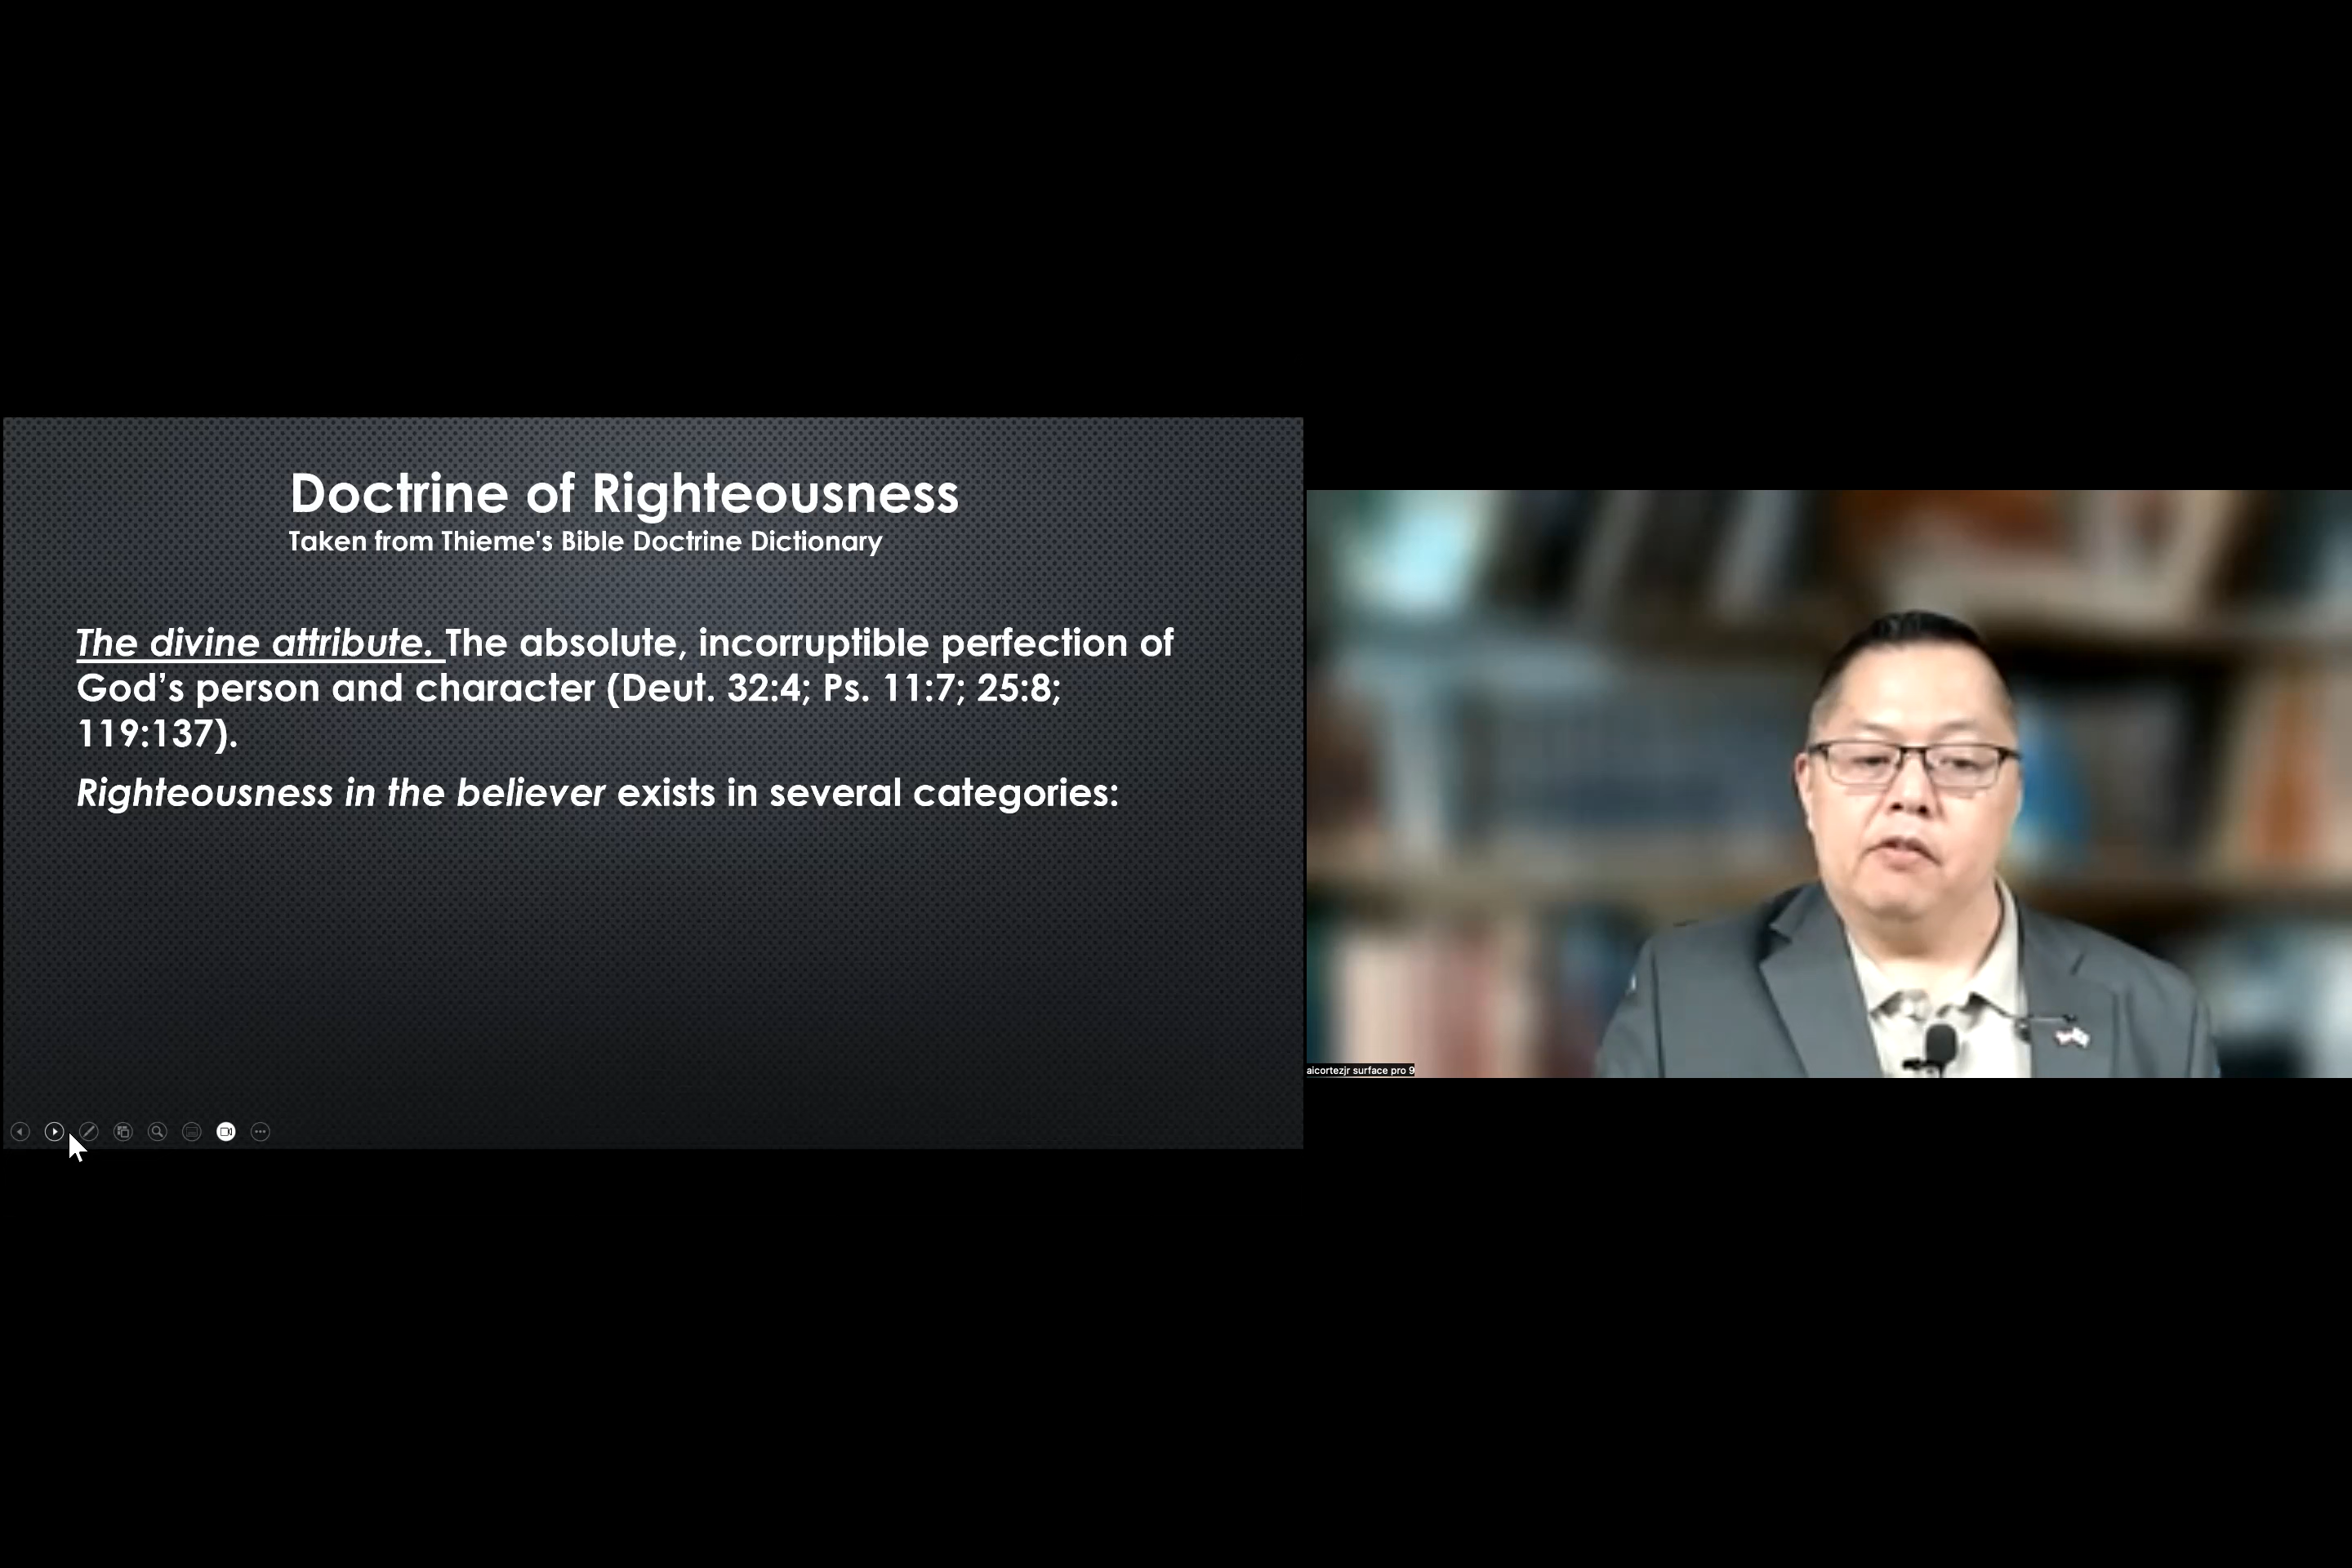 Doctrine of Righteousness
Taken from Thieme's Bible Doctrine Dictionary
The divine attribute. The absolute, incorruptible perfection of
God’s person and character (Deut. 32:4; Ps. 11:7; 25:8;
119:137).
Righteousness in the believer exists in several categories:
aicortezjr surface pro 9